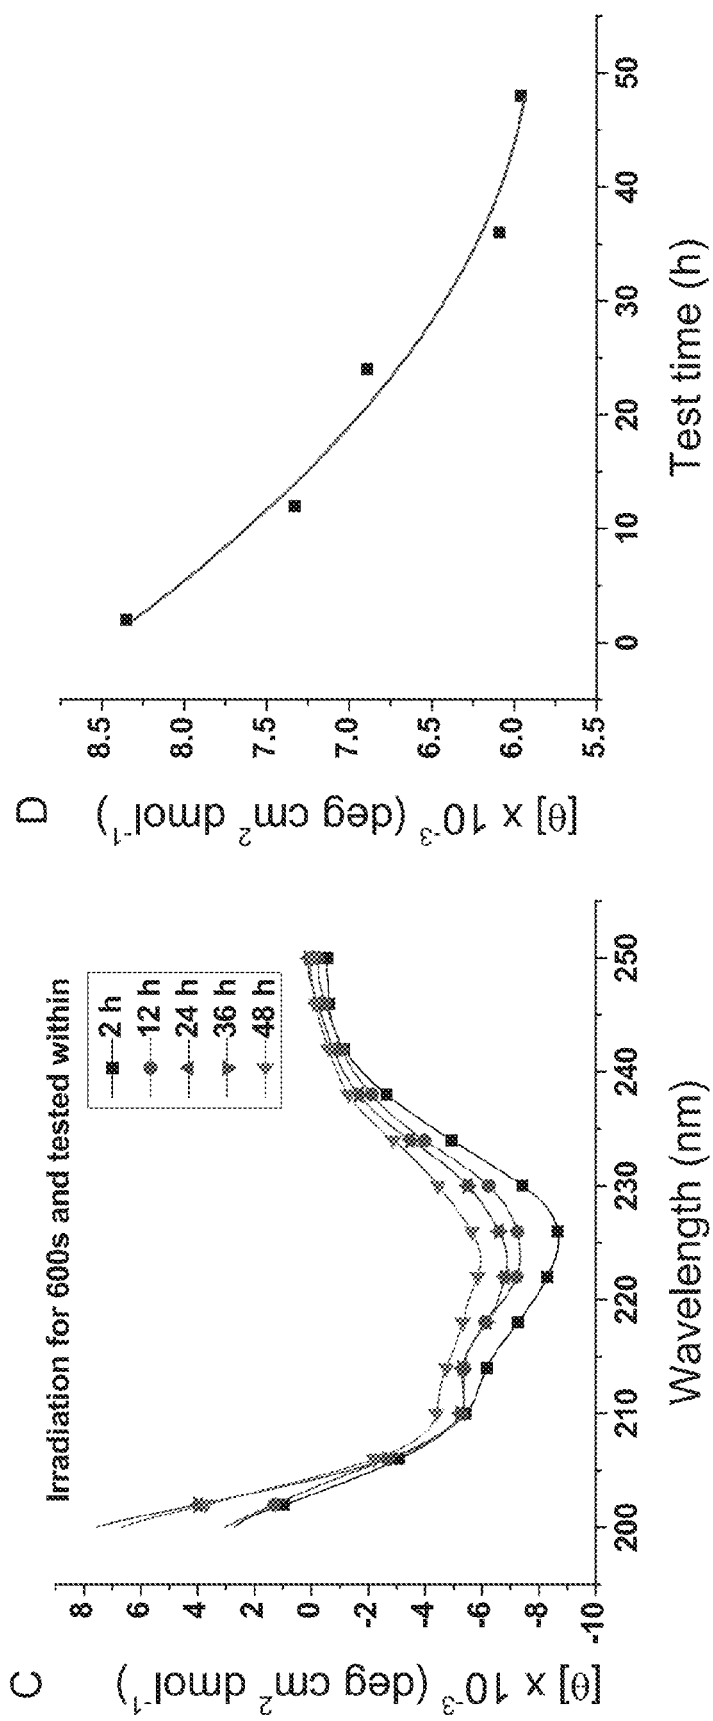 C
Irradiation for 600s and tested within
2 h
12 h
24 h
36 h
48 h
[θ] x 10⁻³ (deg cm² dmol⁻¹)
8
6
4
2
0
-2
-4
-6
-8
-10
200
210
220
230
240
250
Wavelength (nm)
D
[θ] x 10⁻³ (deg cm² dmol⁻¹)
8.5
8.0
7.5
7.0
6.5
6.0
5.5
0
10
20
30
40
50
Test time (h)